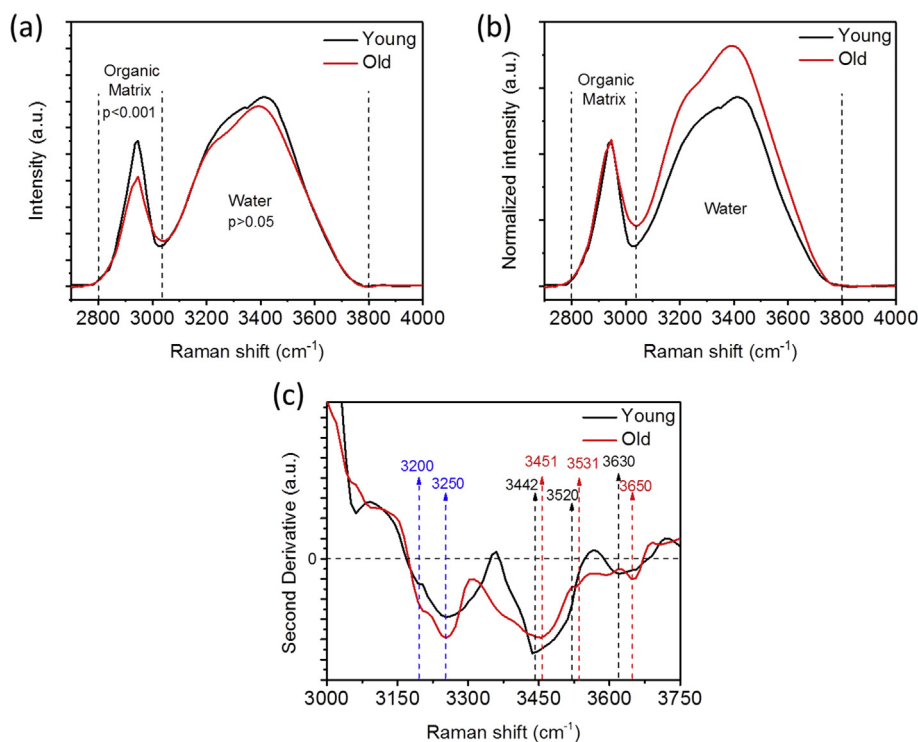 (a)
Young
Old
Organic
Matrix
p<0.001
Water
p>0.05
Intensity (a.u.)
2800 3000 3200 3400 3600 3800 4000
Raman shift (cm⁻¹)
(b)
Young
Old
Organic
Matrix
Water
Normalized intensity (a.u.)
2800 3000 3200 3400 3600 3800 4000
Raman shift (cm⁻¹)
(c)
Young
Old
3200
3250
3442
3451
3520
3531
3630
3650
0
Second Derivative (a.u.)
3000 3150 3300 3450 3600 3750
Raman shift (cm⁻¹)